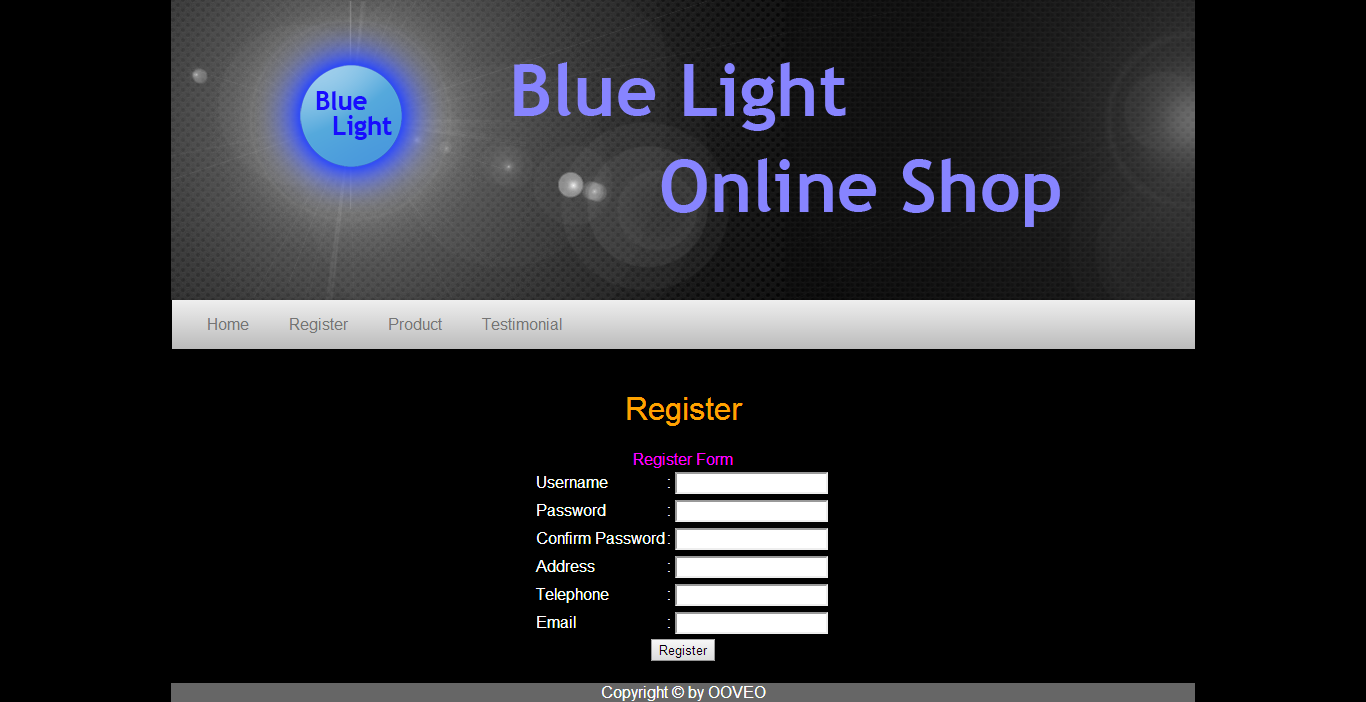 Blue
Light
Blue Light
Online Shop
Home Register Product Testimonial
Register
Register Form
Username :
Password :
Confirm Password :
Address :
Telephone :
Email :
Register
Copyright © by OOVEO